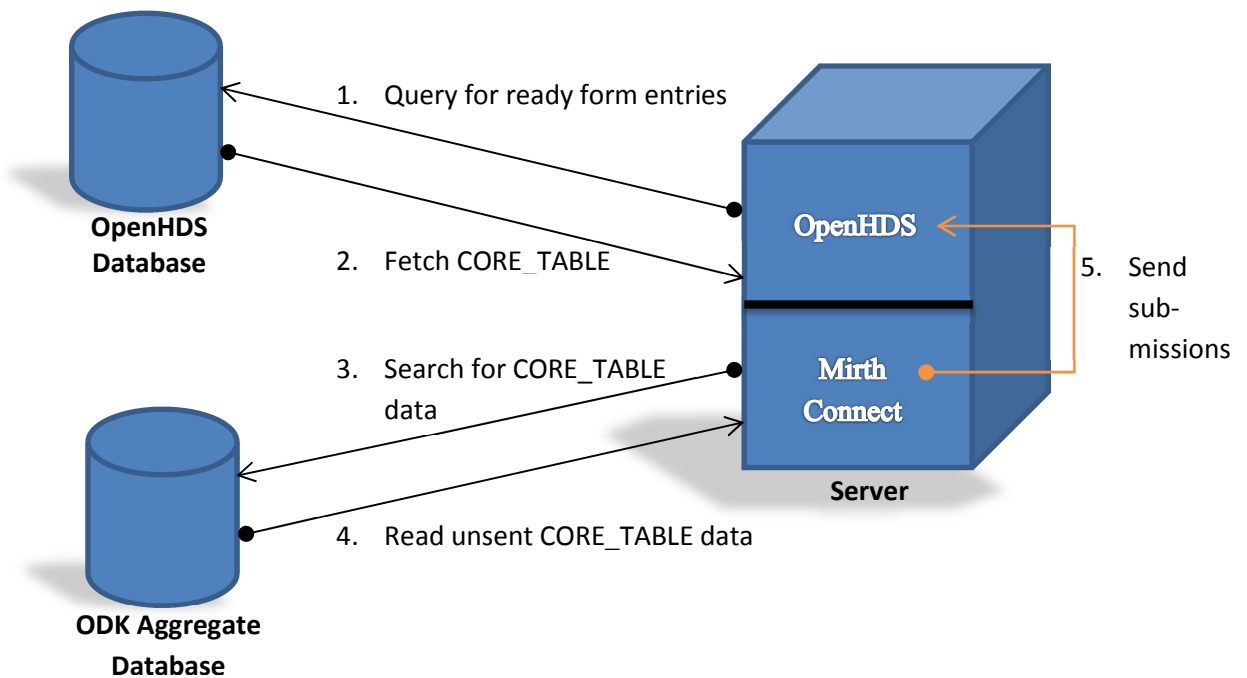 1. Query for ready form entries
OpenHDS
Database
2. Fetch CORE_TABLE
3. Search for CORE_TABLE
data
4. Read unsent CORE_TABLE data
ODK Aggregate
Database
OpenHDS
Mirth
Connect
Server
5. Send
sub-
missions